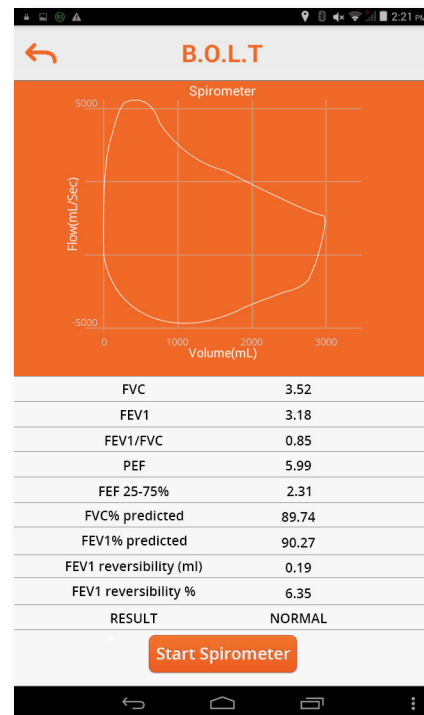 2:21 PM
B.O.L.T
Spirometer
5000
Flow(mL/Sec)
-5000
0 1000 2000 3000
Volume(mL)
FVC 3.52
FEV1 3.18
FEV1/FVC 0.85
PEF 5.99
FEF 25-75% 2.31
FVC% predicted 89.74
FEV1% predicted 90.27
FEV1 reversibility (ml) 0.19
FEV1 reversibility % 6.35
RESULT NORMAL
Start Spirometer